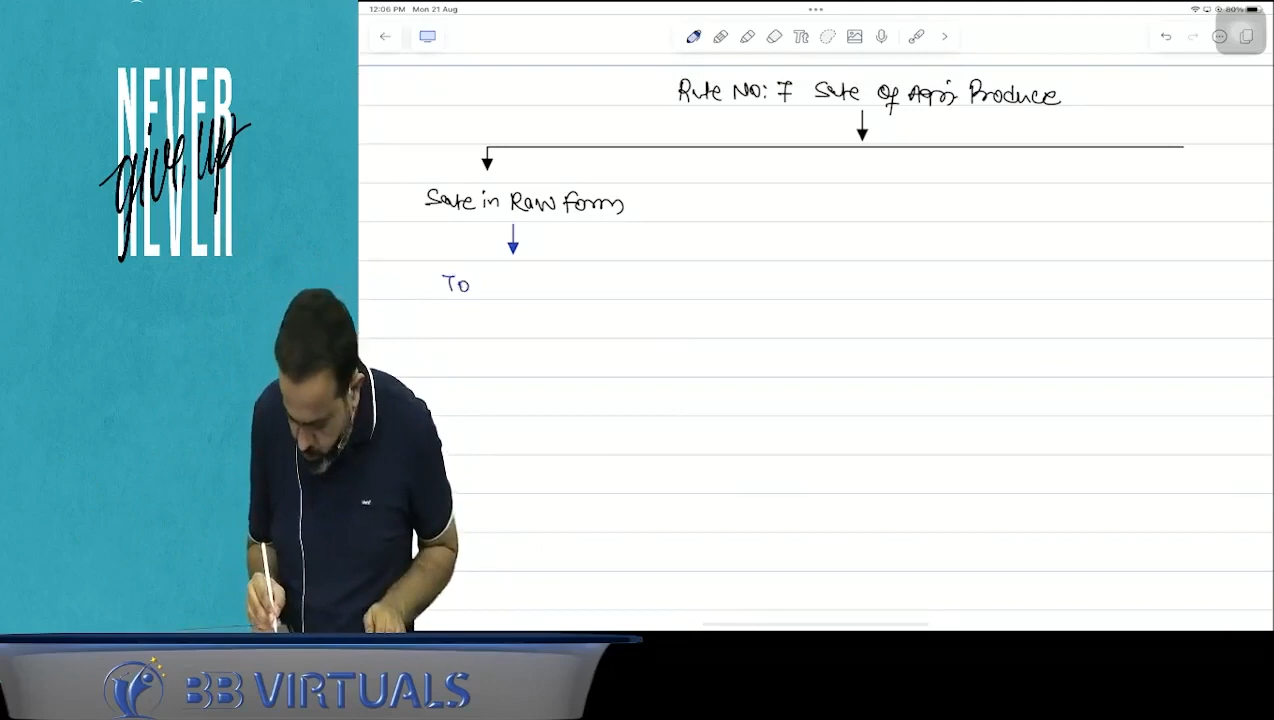 12:06 PM Mon 21 Aug
80%
NEVER
give up
NEVER
Rule NO: 7 Sale Of Agri Produce
Sale in Raw form
To
BB VIRTUALS